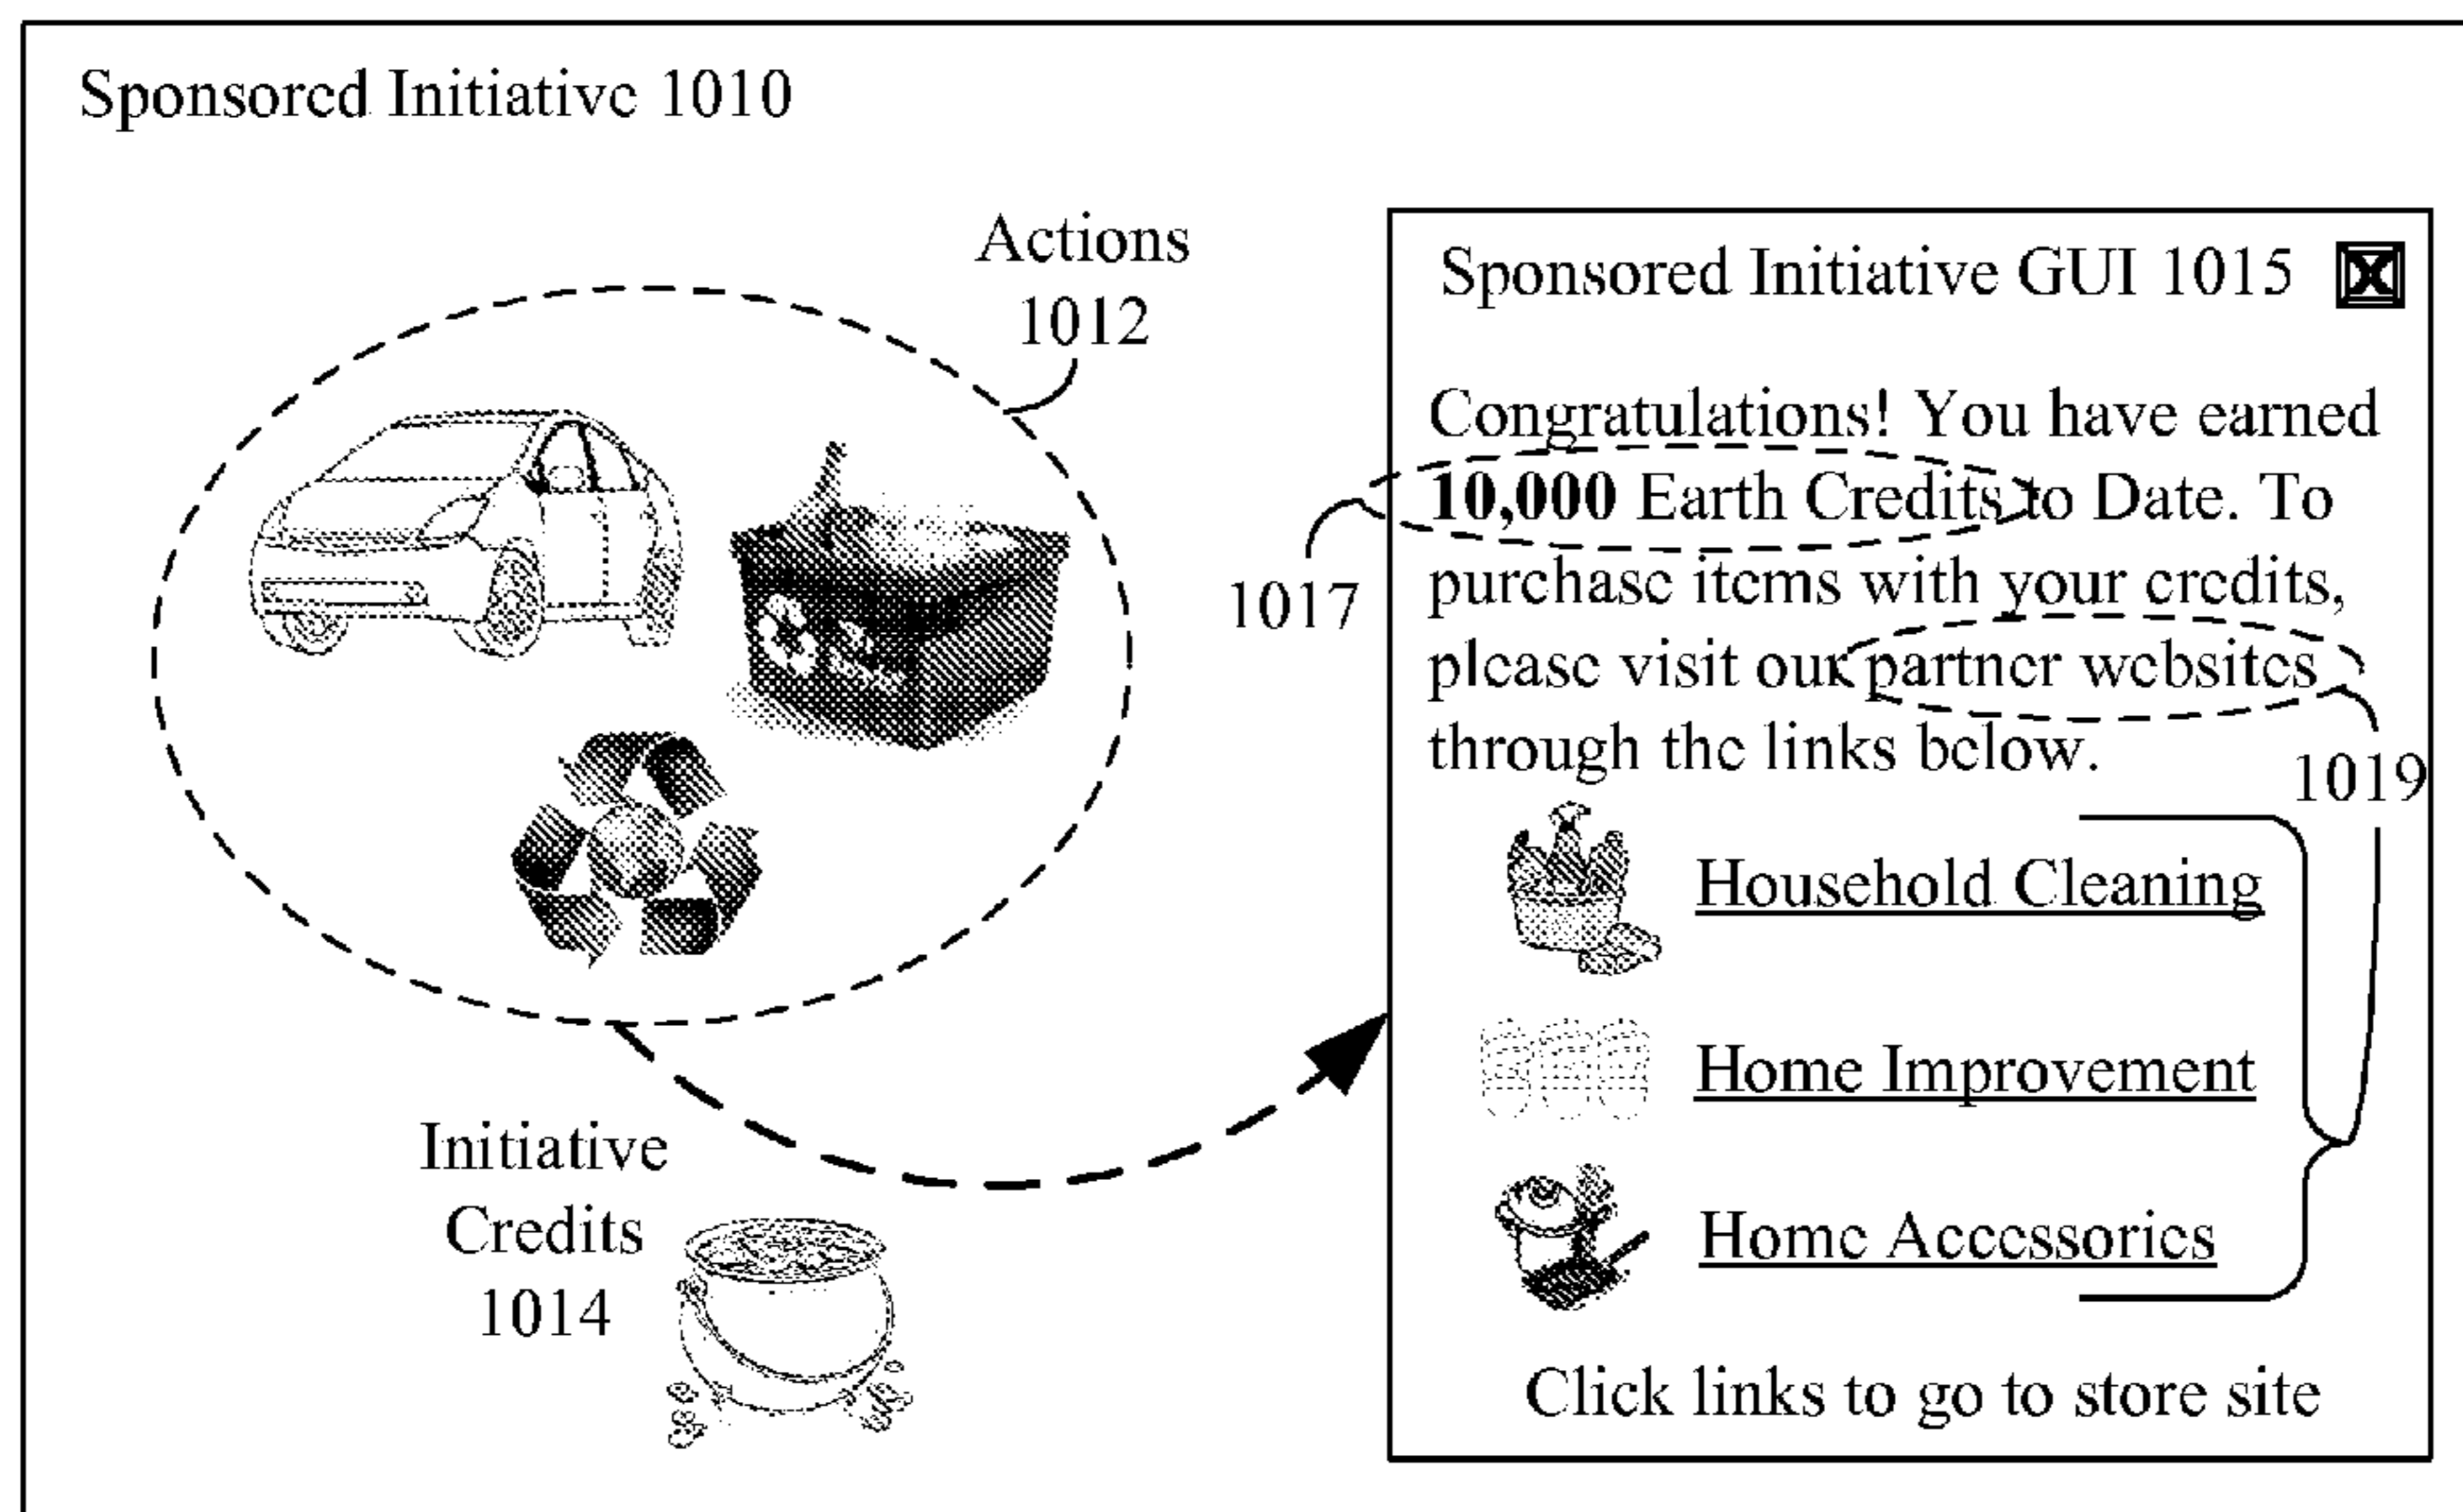 Sponsored Initiative 1010
Actions
1012
Initiative
Credits
1014
Sponsored Initiative GUI 1015 X
Congratulations! You have earned
10,000 Earth Credits to Date. To
purchase items with your credits,
please visit our partner websites
through the links below.
1017
1019
Household Cleaning
Home Improvement
Home Accessories
Click links to go to store site